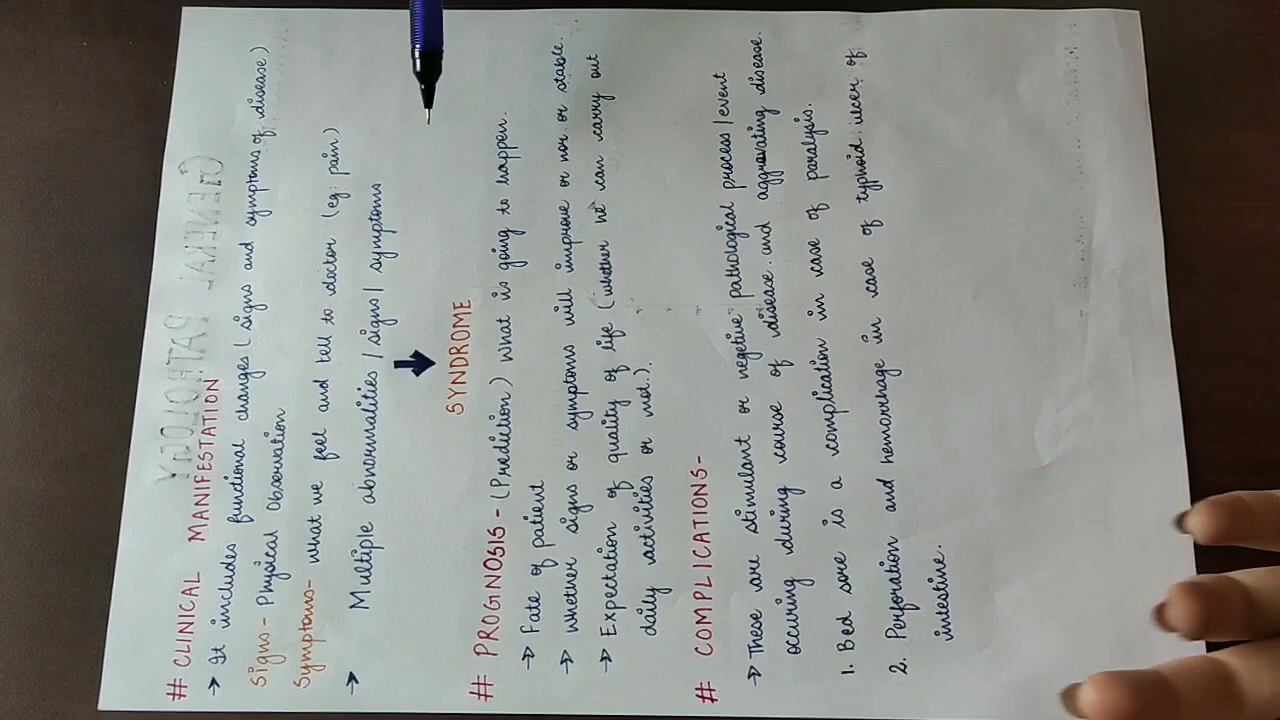 # CLINICAL MANIFESTATION
→ It includes functional changes ( signs and symptoms of disease)
Signs - Physical observation
Symptoms - what we feel and tell to doctor (eg: pain)
→
Multiple abnormalities / signs / symptoms
SYNDROME
# PROGNOSIS - (Prediction) What is going to happen.
→ Fate of patient
→ whether signs or symptoms will improve or nor or stable.
→ Expectation of quality of life ( whether he can carry out
daily activities or not.).
# COMPLICATIONS -
→ These are stimulant or negetive pathological process/event
occuring during course of disease and aggravating disease.
1. Bed sore is a complication in case of paralysis.
2. Perforation and hemorrhage in case of typhoid ulcer of
intestine.
GENERAL PATHOLOGY